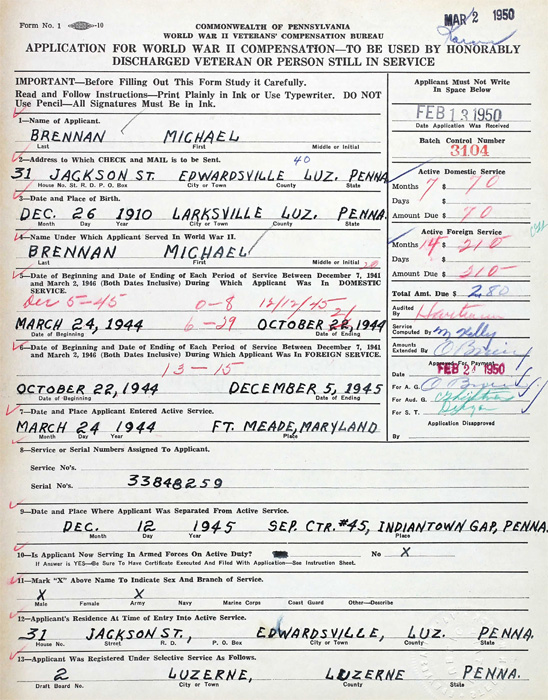 Form No. 1 10
MAR 2 1950
COMMONWEALTH OF PENNSYLVANIA
WORLD WAR II VETERANS' COMPENSATION BUREAU
APPLICATION FOR WORLD WAR II COMPENSATION—TO BE USED BY HONORABLY
DISCHARGED VETERAN OR PERSON STILL IN SERVICE
IMPORTANT—Before Filling Out This Form Study it Carefully.
Read and Follow Instructions—Print Plainly in Ink or Use Typewriter. DO NOT
Use Pencil—All Signatures Must Be in Ink.
Applicant Must Not Write
In Space Below
FEB 13 1950
Date Application Was Received
Batch Control Number
3104
1—Name of Applicant.
BRENNAN MICHAEL
Last First Middle or Initial
2—Address to Which CHECK and MAIL is to be Sent.
40
31 JACKSON ST. EDWARDSVILLE LUZ. PENNA
House No. St. R. D. P. O. Box City or Town County State
3—Date and Place of Birth.
DEC. 26 1910 LARKSVILLE LUZ. PENNA.
Month Day Year City or Town County State
4—Name Under Which Applicant Served In World War II.
BRENNAN MICHAEL
Last First Middle or Initial
20
Active Domestic Service
Months 7 $ 70
Days $
Amount Due $ 70
Active Foreign Service
Months 14 $ 210
Days $
Amount Due $ 210
Total Amt. Due $ 280
Audited By
Service Computed By M Kelly
Amounts Extended By O'Brien
Approved For Payment
Date FEB 24 1950
For A. G. O'Brien
For Aud. G.
For S. T.
Application Disapproved
By
5—Date of Beginning and Date of Ending of Each Period of Service Between December 7, 1941
and March 2, 1946 (Both Dates Inclusive) During Which Applicant Was In DOMESTIC
SERVICE.
Dec 5-45 0-8 12/12/45
21
MARCH 24, 1944 6-29 OCTOBER 22, 1944
Date of Beginning Date of Ending
6—Date of Beginning and Date of Ending of Each Period of Service Between December 7, 1941
and March 2, 1946 (Both Dates Inclusive) During Which Applicant Was In FOREIGN SERVICE.
13-15
OCTOBER 22, 1944 DECEMBER 5, 1945
Date of Beginning Date of Ending
7—Date and Place Applicant Entered Active Service.
MARCH 24 1944 FT. MEADE, MARYLAND
Month Day Year Place
8—Service or Serial Numbers Assigned To Applicant.
Service No's.
Serial No's. 33848259
9—Date and Place Where Applicant Was Separated From Active Service.
DEC. 12 1945 SEP. CTR. #45, INDIANTOWN GAP, PENNA.
Month Day Year Place
10—Is Applicant Now Serving In Armed Forces On Active Duty? No X
If Answer is YES—Be Sure To Have Certificate Executed And Filed With Application—See Instruction Sheet.
11—Mark "X" Above Name To Indicate Sex And Branch of Service.
X X
Male Female Army Navy Marine Corps Coast Guard Other—Describe
12—Applicant's Residence At Time of Entry Into Active Service.
31 JACKSON ST., EDWARDSVILLE, LUZ. PENNA.
House No. Street R. D. P. O. Box City or Town County State
13—Applicant Was Registered Under Selective Service As Follows.
2 LUZERNE, LUZERNE PENNA.
Draft Board No. City or Town County State